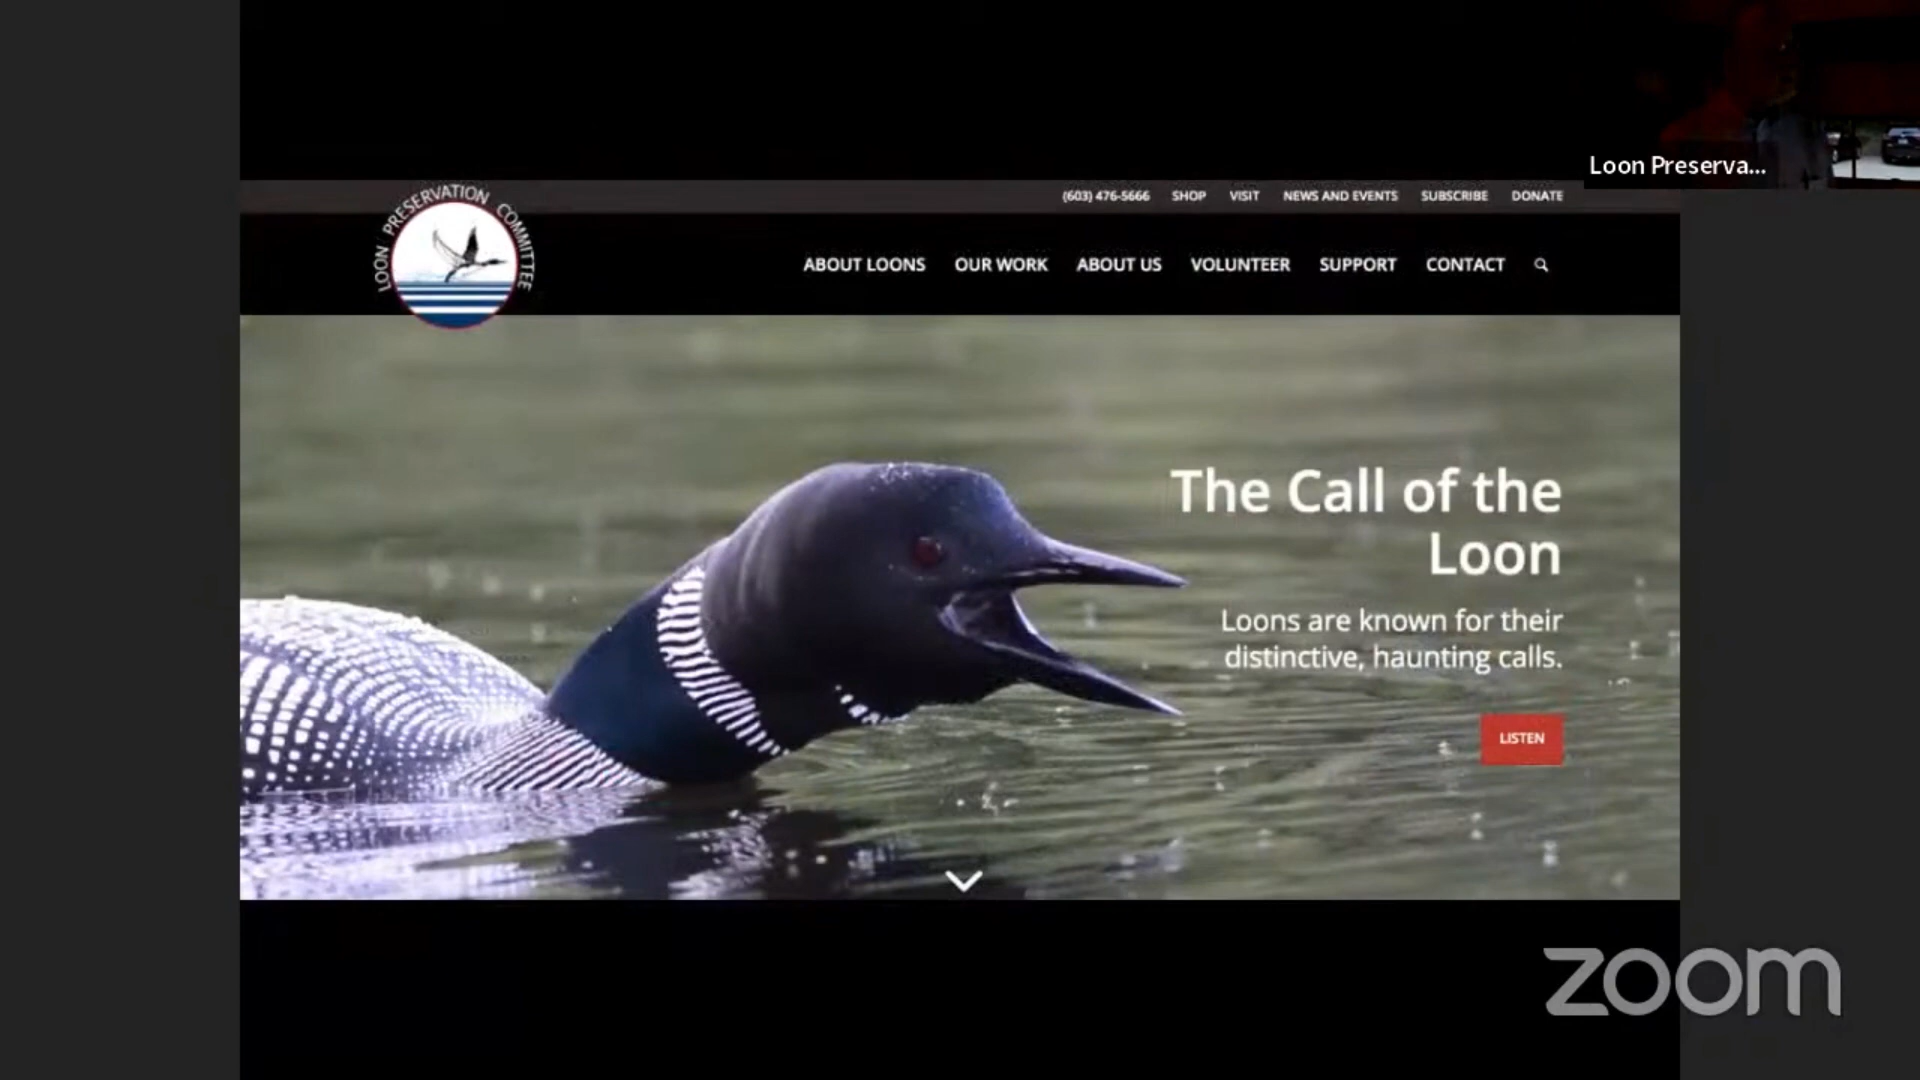 Loon Preserva...
LOON PRESERVATION COMMITTEE
(603) 476-5666 SHOP VISIT NEWS AND EVENTS SUBSCRIBE DONATE
ABOUT LOONS OUR WORK ABOUT US VOLUNTEER SUPPORT CONTACT
The Call of the
Loon
Loons are known for their
distinctive, haunting calls.
LISTEN
zoom